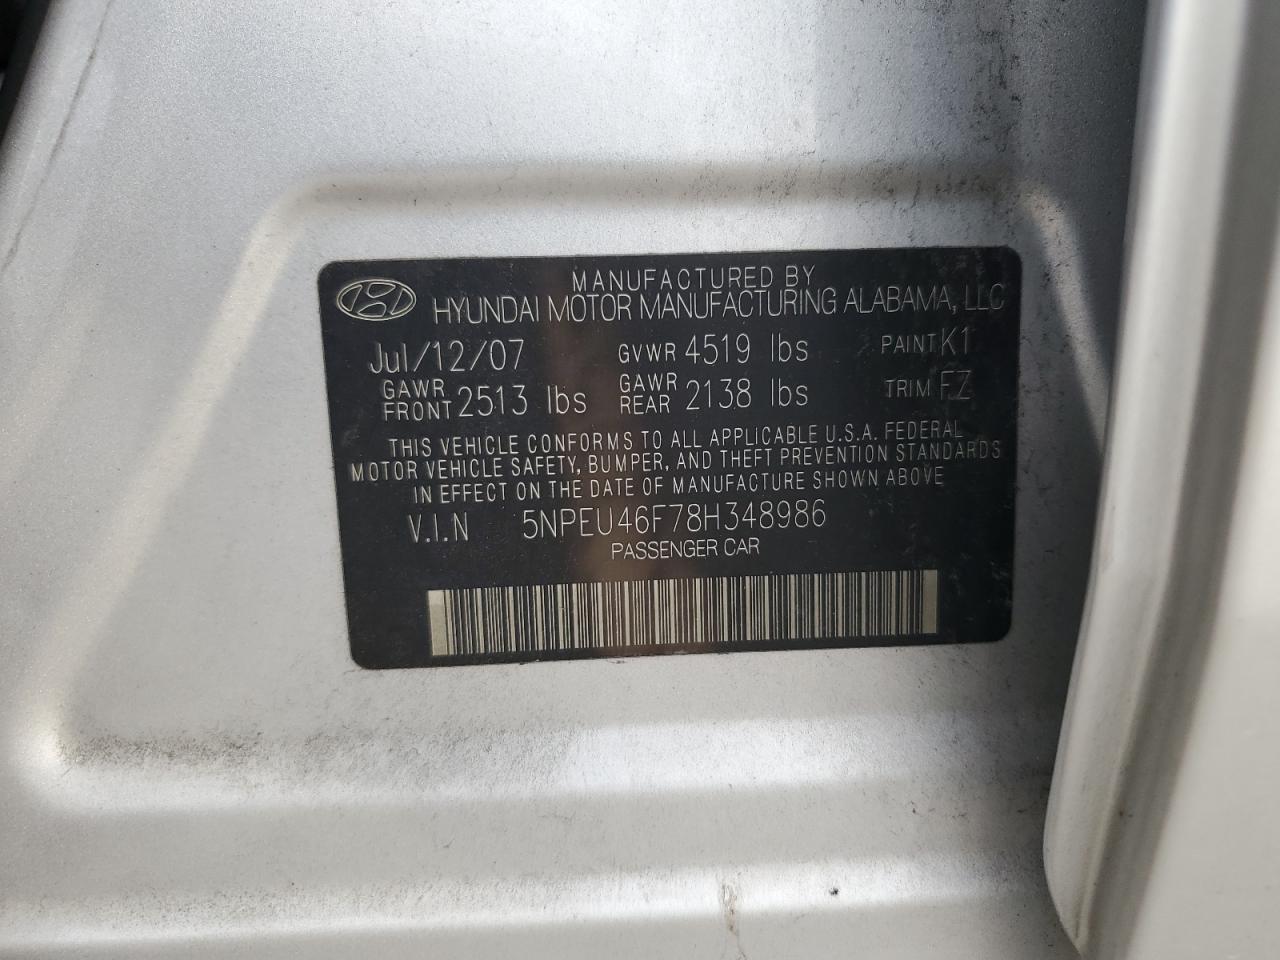 MANUFACTURED BY
HYUNDAI MOTOR MANUFACTURING ALABAMA, LLC
Jul/12/07 GVWR 4519 lbs PAINT K1
GAWR FRONT 2513 lbs GAWR REAR 2138 lbs TRIM FZ
THIS VEHICLE CONFORMS TO ALL APPLICABLE U.S.A. FEDERAL
MOTOR VEHICLE SAFETY, BUMPER, AND THEFT PREVENTION STANDARDS
IN EFFECT ON THE DATE OF MANUFACTURE SHOWN ABOVE
V.I.N 5NPEU46F78H348986
PASSENGER CAR